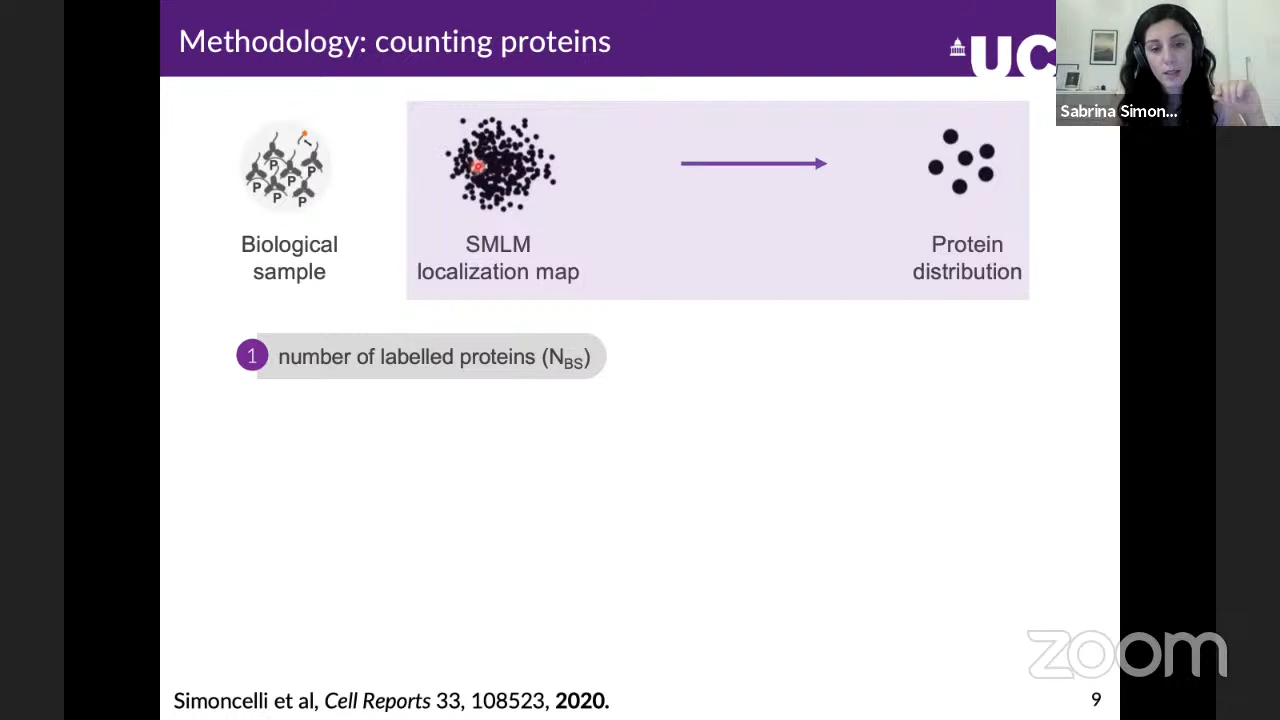 Methodology: counting proteins
UC
Sabrina Simon...
P
P
P
P
P
P
Biological
sample
SMLM
localization map
Protein
distribution
1 number of labelled proteins (NBS)
zoom
Simoncelli et al, Cell Reports 33, 108523, 2020.
9